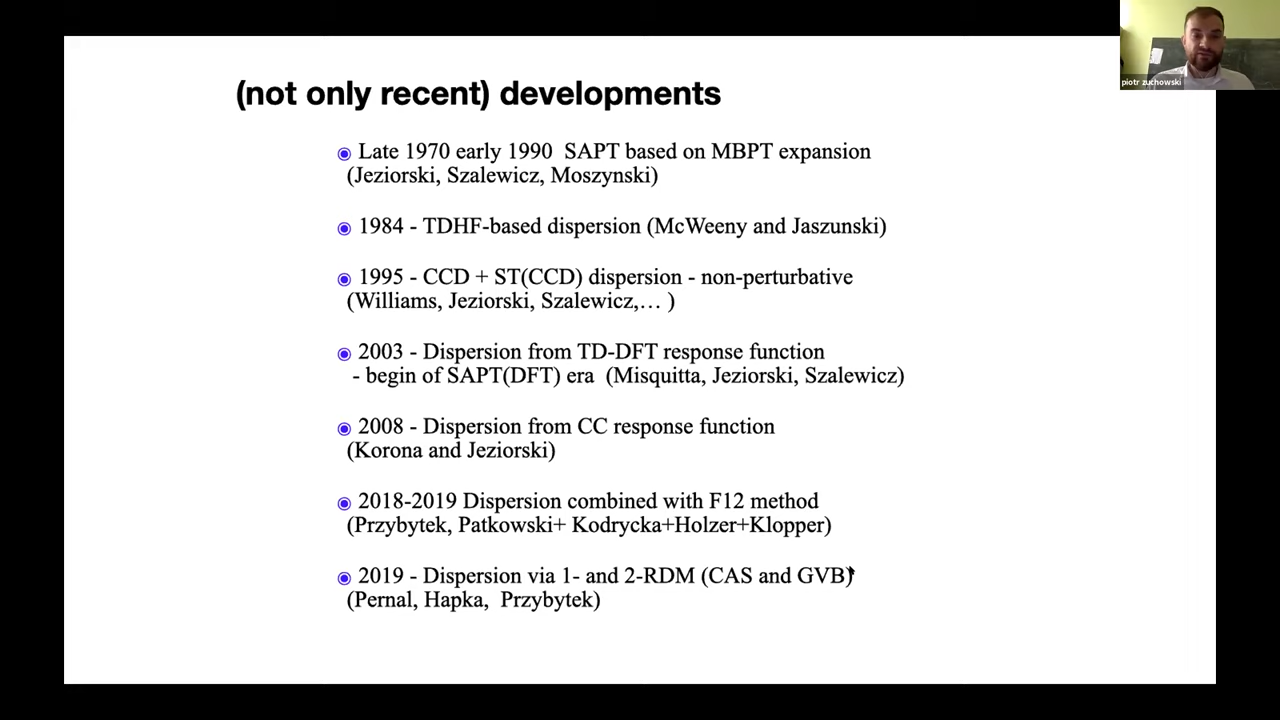 piotr zuchowski
(not only recent) developments
Late 1970 early 1990 SAPT based on MBPT expansion
(Jeziorski, Szalewicz, Moszynski)
1984 - TDHF-based dispersion (McWeeny and Jaszunski)
1995 - CCD + ST(CCD) dispersion - non-perturbative
(Williams, Jeziorski, Szalewicz,... )
2003 - Dispersion from TD-DFT response function
- begin of SAPT(DFT) era (Misquitta, Jeziorski, Szalewicz)
2008 - Dispersion from CC response function
(Korona and Jeziorski)
2018-2019 Dispersion combined with F12 method
(Przybytek, Patkowski+ Kodrycka+Holzer+Klopper)
2019 - Dispersion via 1- and 2-RDM (CAS and GVB)
(Pernal, Hapka, Przybytek)